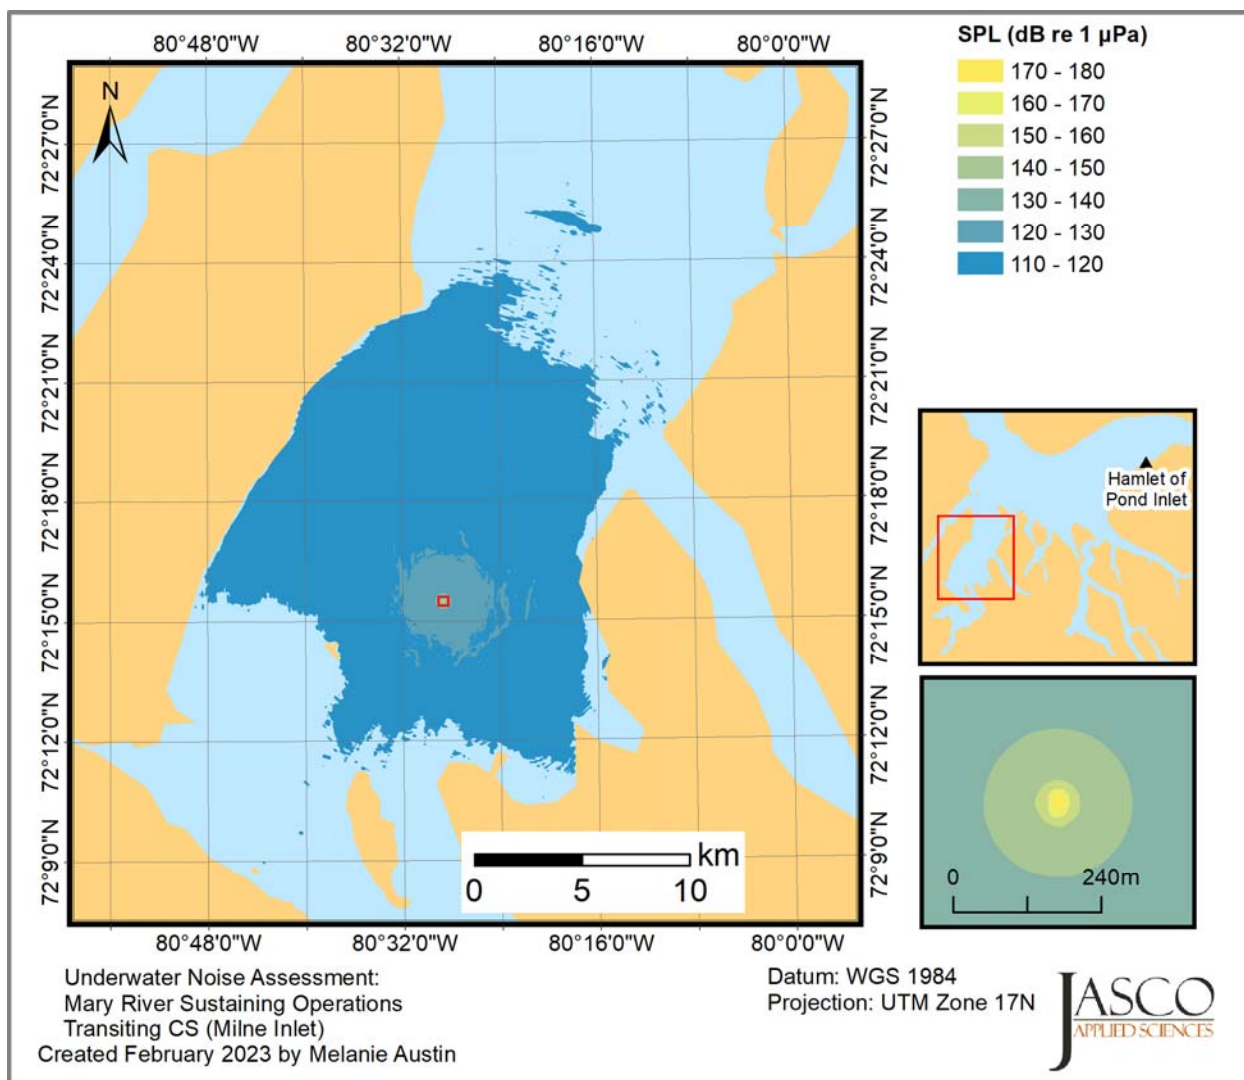 80°48'0"W 80°32'0"W 80°16'0"W 80°0'0"W
SPL (dB re 1 µPa)
170 - 180
160 - 170
150 - 160
140 - 150
130 - 140
120 - 130
110 - 120
N
72°27'0"N
72°24'0"N
72°21'0"N
72°18'0"N
72°15'0"N
72°12'0"N
72°9'0"N
72°27'0"N
72°24'0"N
72°21'0"N
72°18'0"N
72°15'0"N
72°12'0"N
72°9'0"N
Hamlet of
Pond Inlet
km
0 5 10
0 240m
80°48'0"W 80°32'0"W 80°16'0"W 80°0'0"W
Underwater Noise Assessment:
Mary River Sustaining Operations
Transiting CS (Milne Inlet)
Created February 2023 by Melanie Austin
Datum: WGS 1984
Projection: UTM Zone 17N
JASCO
APPLIED SCIENCES